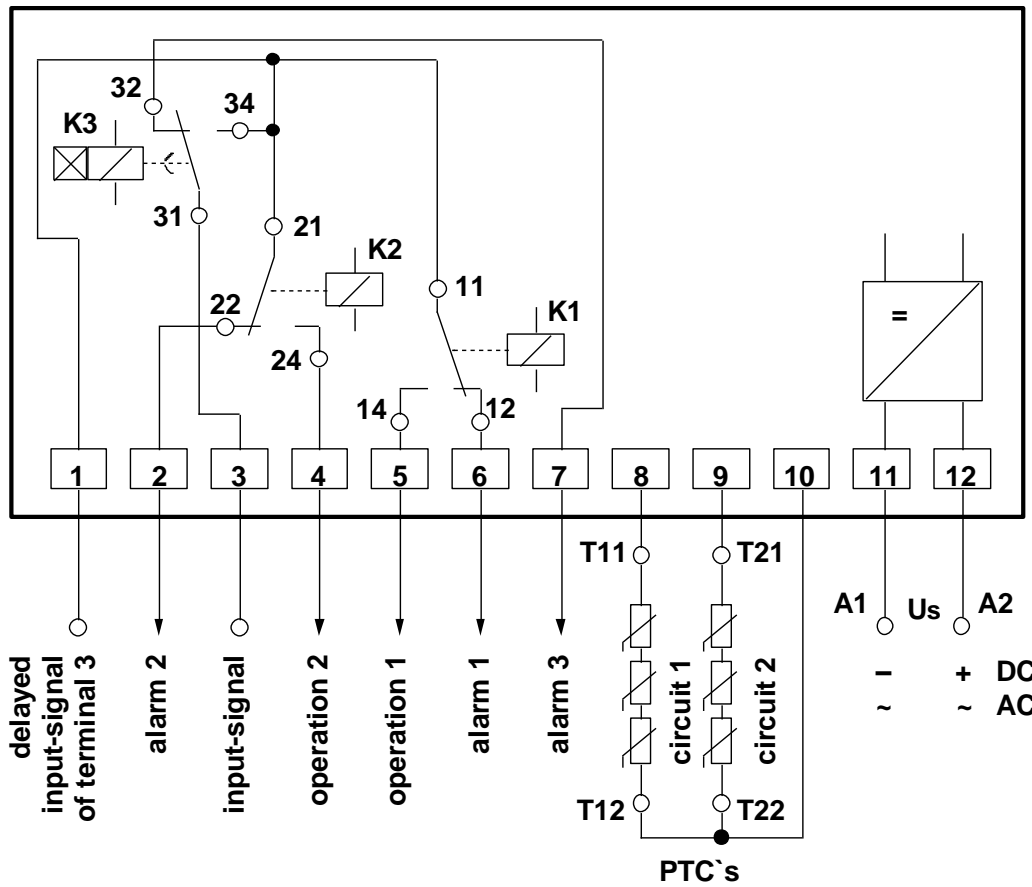 32
34
K3
31
21
K2
11
22
K1
24
14
12
=
1 2 3 4 5 6 7 8 9 10 11 12
T11
T21
A1
Us
A2
delayed
input-signal
of terminal 3
alarm 2
input-signal
operation 2
operation 1
alarm 1
alarm 3
circuit 1
circuit 2
– + DC
~ ~ AC
T12
T22
PTC`s